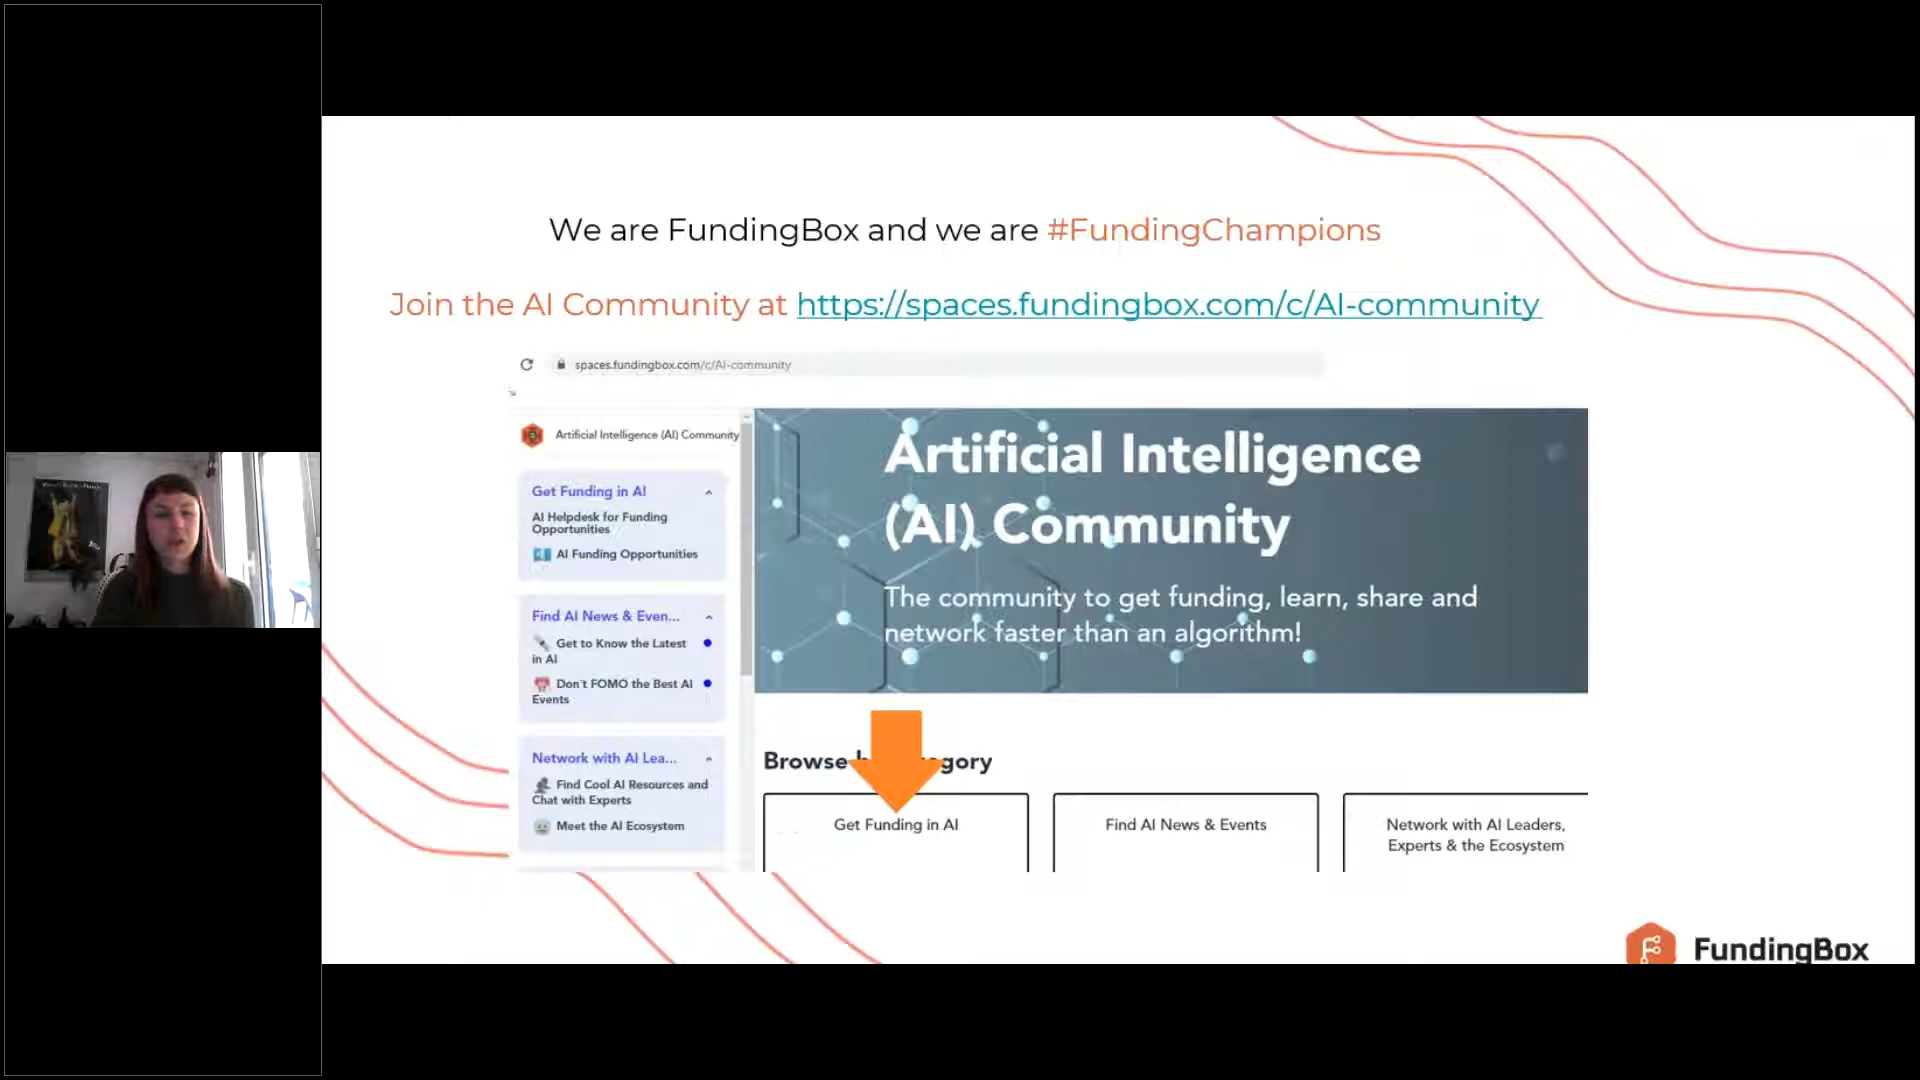 We are FundingBox and we are #FundingChampions
Join the AI Community at https://spaces.fundingbox.com/c/AI-community
spaces.fundingbox.com/c/AI-community
Artificial Intelligence (AI) Community
Get Funding in AI
AI Helpdesk for Funding
Opportunities
AI Funding Opportunities
Find AI News & Even...
Get to Know the Latest
in AI
Don't FOMO the Best AI
Events
Network with AI Lea...
Find Cool AI Resources and
Chat with Experts
Meet the AI Ecosystem
Artificial Intelligence
(AI) Community
The community to get funding, learn, share and
network faster than an algorithm!
Browse
Get Funding in AI
Find AI News & Events
Network with AI Leaders,
Experts & the Ecosystem
FundingBox